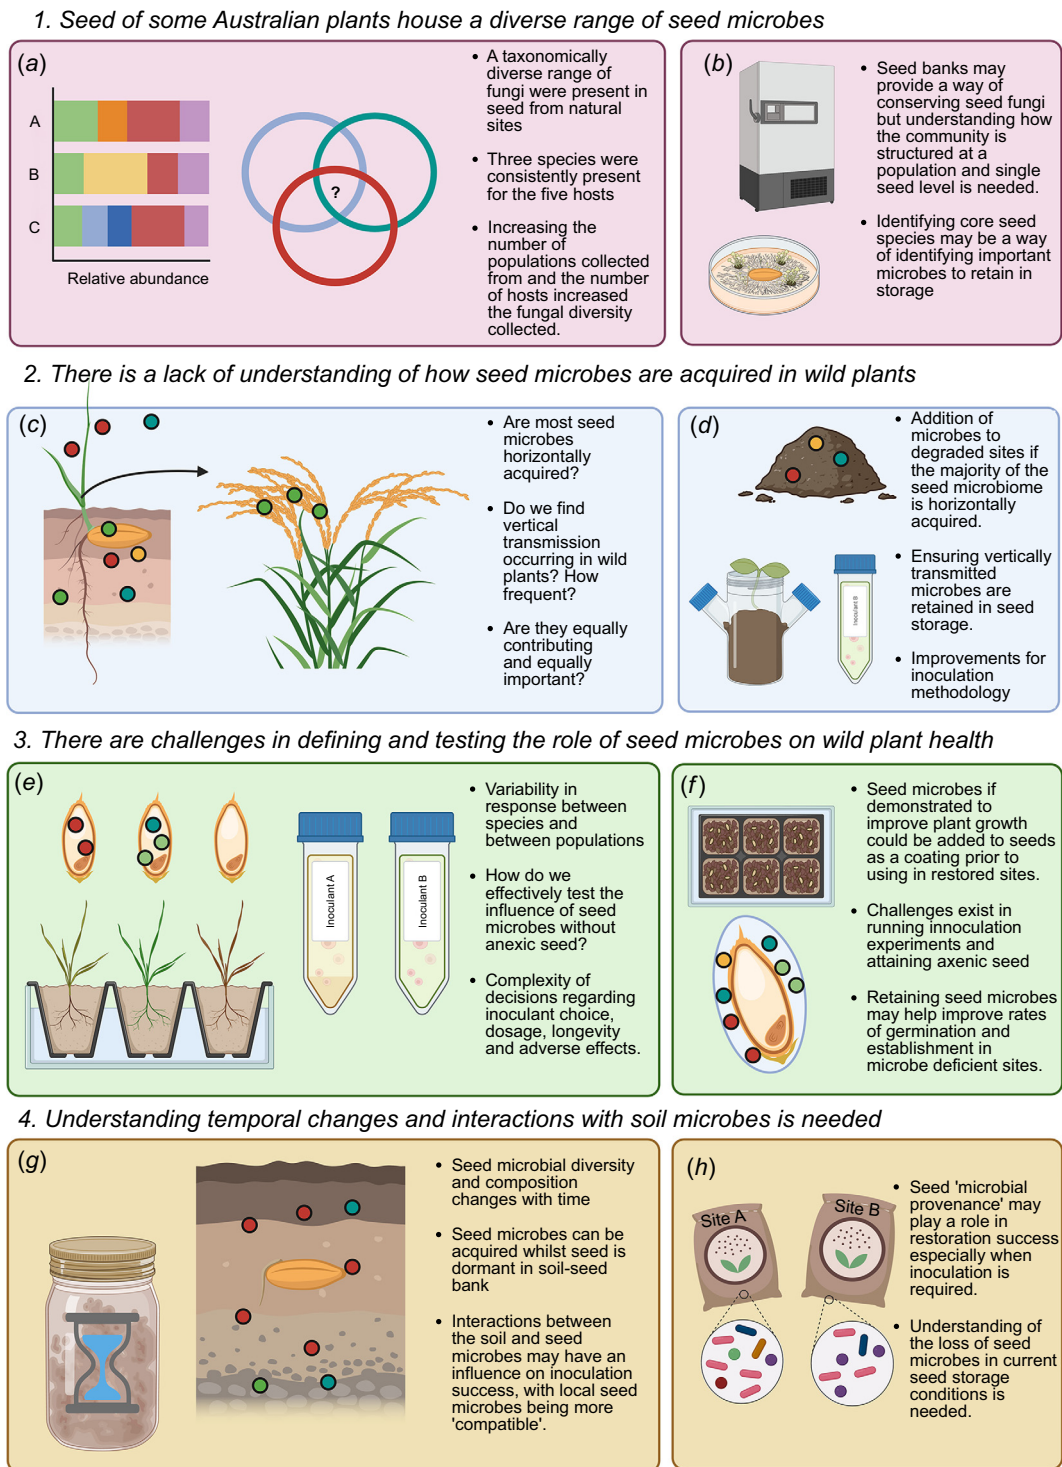 1. Seed of some Australian plants house a diverse range of seed microbes
(a)
A
B
C
Relative abundance
?
• A taxonomically
diverse range of
fungi were present in
seed from natural
sites
• Three species were
consistently present
for the five hosts
• Increasing the
number of
populations collected
from and the number
of hosts increased
the fungal diversity
collected.
(b)
• Seed banks may
provide a way of
conserving seed fungi
but understanding how
the community is
structured at a
population and single
seed level is needed.
• Identifying core seed
species may be a way
of identifying important
microbes to retain in
storage
2. There is a lack of understanding of how seed microbes are acquired in wild plants
(c)
• Are most seed
microbes
horizontally
acquired?
• Do we find
vertical
transmission
occurring in wild
plants? How
frequent?
• Are they equally
contributing
and equally
important?
(d)
Inoculant B
• Addition of
microbes to
degraded sites if
the majority of the
seed microbiome
is horizontally
acquired.
• Ensuring vertically
transmitted
microbes are
retained in seed
storage.
• Improvements for
inoculation
methodology
3. There are challenges in defining and testing the role of seed microbes on wild plant health
(e)
Inoculant A
Inoculant B
• Variability in
response between
species and
between populations
• How do we
effectively test the
influence of seed
microbes without
anexic seed?
• Complexity of
decisions regarding
inoculant choice,
dosage, longevity
and adverse effects.
(f)
• Seed microbes if
demonstrated to
improve plant growth
could be added to seeds
as a coating prior to
using in restored sites.
• Challenges exist in
running innoculation
experiments and
attaining axenic seed
• Retaining seed microbes
may help improve rates
of germination and
establishment in
microbe deficient sites.
4. Understanding temporal changes and interactions with soil microbes is needed
(g)
• Seed microbial diversity
and composition
changes with time
• Seed microbes can be
acquired whilst seed is
dormant in soil-seed
bank
• Interactions between
the soil and seed
microbes may have an
influence on inoculation
success, with local seed
microbes being more
'compatible'.
(h)
Site A
Site B
• Seed 'microbial
provenance' may
play a role in
restoration success
especially when
inoculation is
required.
• Understanding of
the loss of seed
microbes in current
seed storage
conditions is
needed.